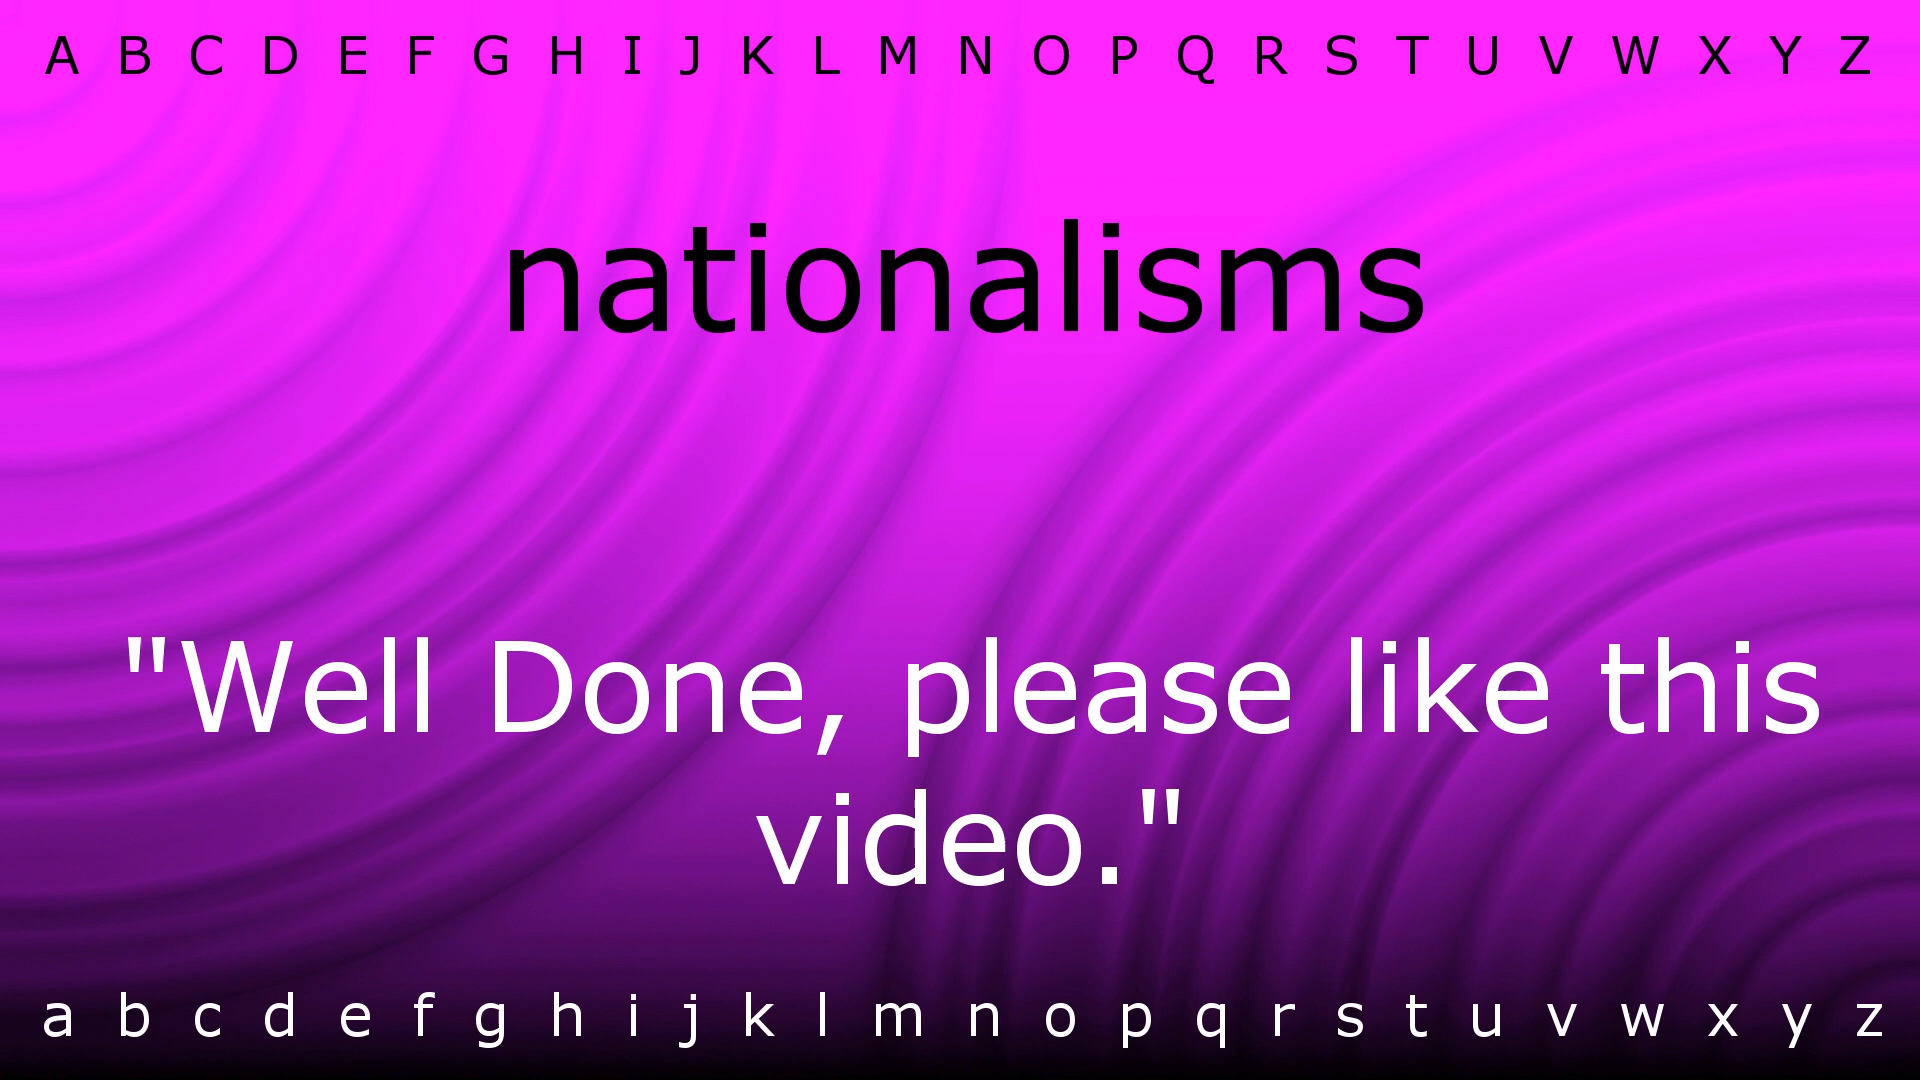 A B C D E F G H I J K L M N O P Q R S T U V W X Y Z
nationalisms
"Well Done, please like this
video."
a b c d e f g h i j k l m n o p q r s t u v w x y z